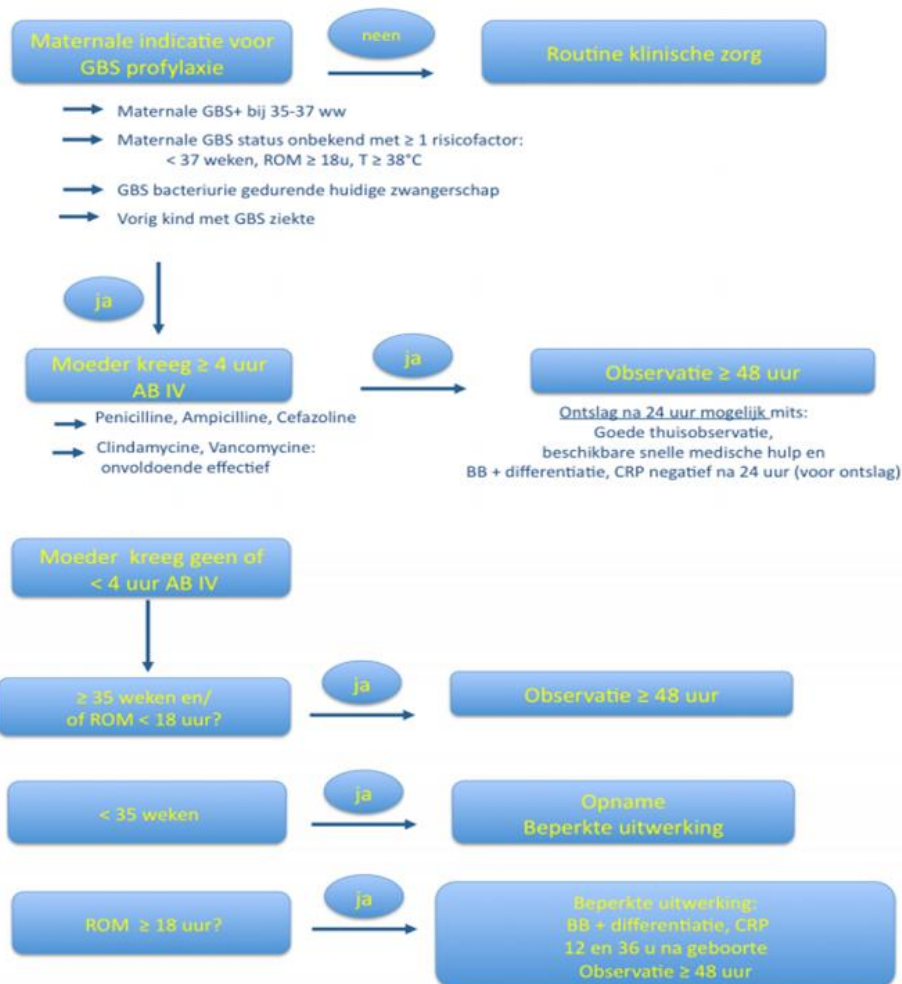 Maternale indicatie voor
GBS profylaxie
neen
Routine klinische zorg
Maternale GBS+ bij 35-37 ww
Maternale GBS status onbekend met ≥ 1 risicofactor:
< 37 weken, ROM ≥ 18u, T ≥ 38°C
GBS bacteriurie gedurende huidige zwangerschap
Vorig kind met GBS ziekte
ja
Moeder kreeg ≥ 4 uur
AB IV
ja
Observatie ≥ 48 uur
Penicilline, Ampicilline, Cefazoline
Clindamycine, Vancomycine:
onvoldoende effectief
Ontslag na 24 uur mogelijk mits:
Goede thuisobservatie,
beschikbare snelle medische hulp en
BB + differentiatie, CRP negatief na 24 uur (voor ontslag)
Moeder kreeg geen of
< 4 uur AB IV
≥ 35 weken en/
of ROM < 18 uur?
ja
Observatie ≥ 48 uur
< 35 weken
ja
Opname
Beperkte uitwerking
ROM ≥ 18 uur?
ja
Beperkte uitwerking:
BB + differentiatie, CRP
12 en 36 u na geboorte
Observatie ≥ 48 uur